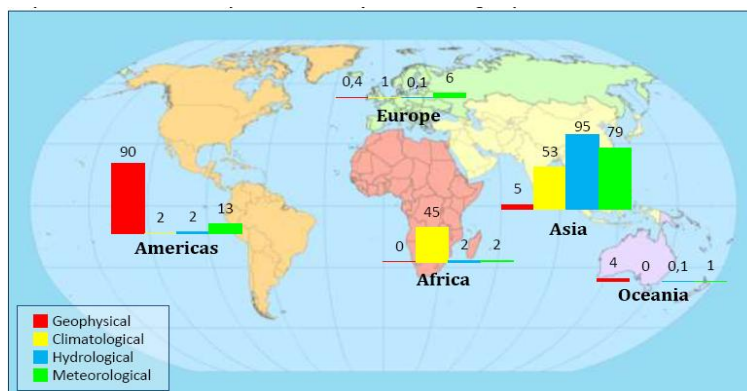 0,4 1 0,1 6
Europe
90 2 2 13
Americas
0 45 2 2
Africa
5 53 95 79
Asia
4 0 0,1 1
Oceania
Geophysical
Climatological
Hydrological
Meteorological